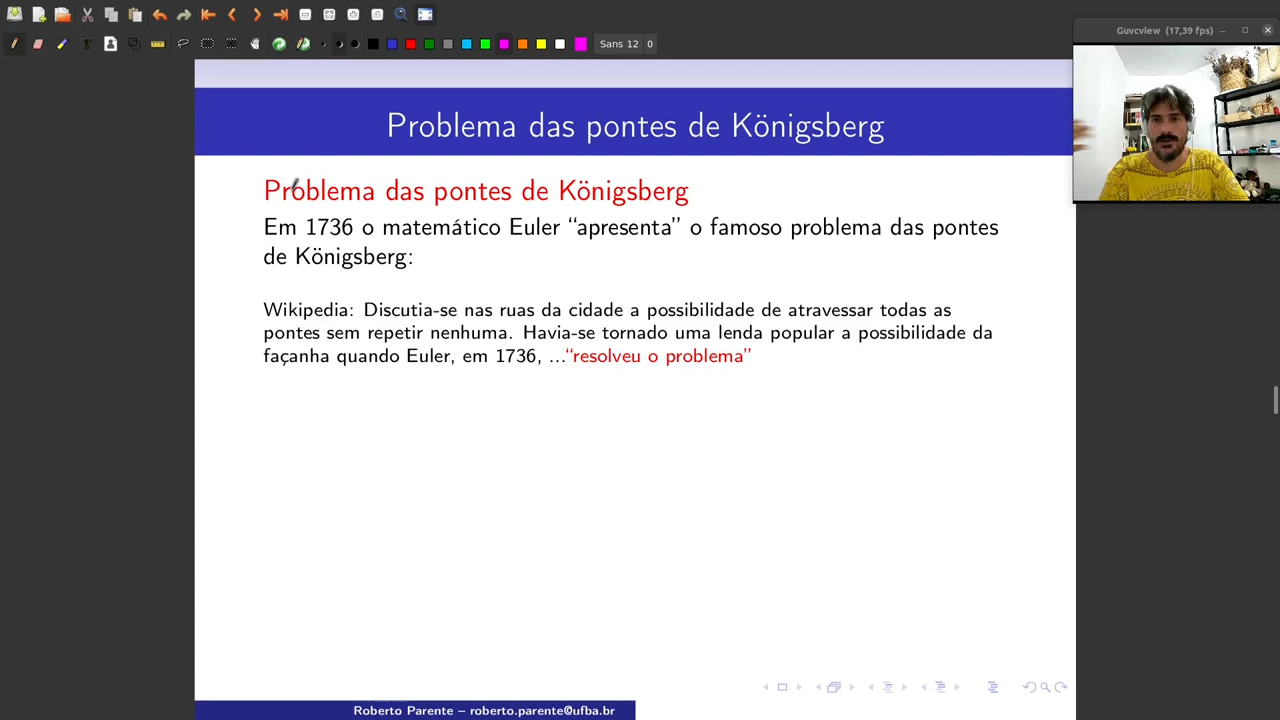 Sans 12 0
Guvcview (17,39 fps)
Problema das pontes de Königsberg
Problema das pontes de Königsberg
Em 1736 o matemático Euler “apresenta” o famoso problema das pontes
de Königsberg:
Wikipedia: Discutia-se nas ruas da cidade a possibilidade de atravessar todas as
pontes sem repetir nenhuma. Havia-se tornado uma lenda popular a possibilidade da
façanha quando Euler, em 1736, ...“resolveu o problema”
Roberto Parente – roberto.parente@ufba.br